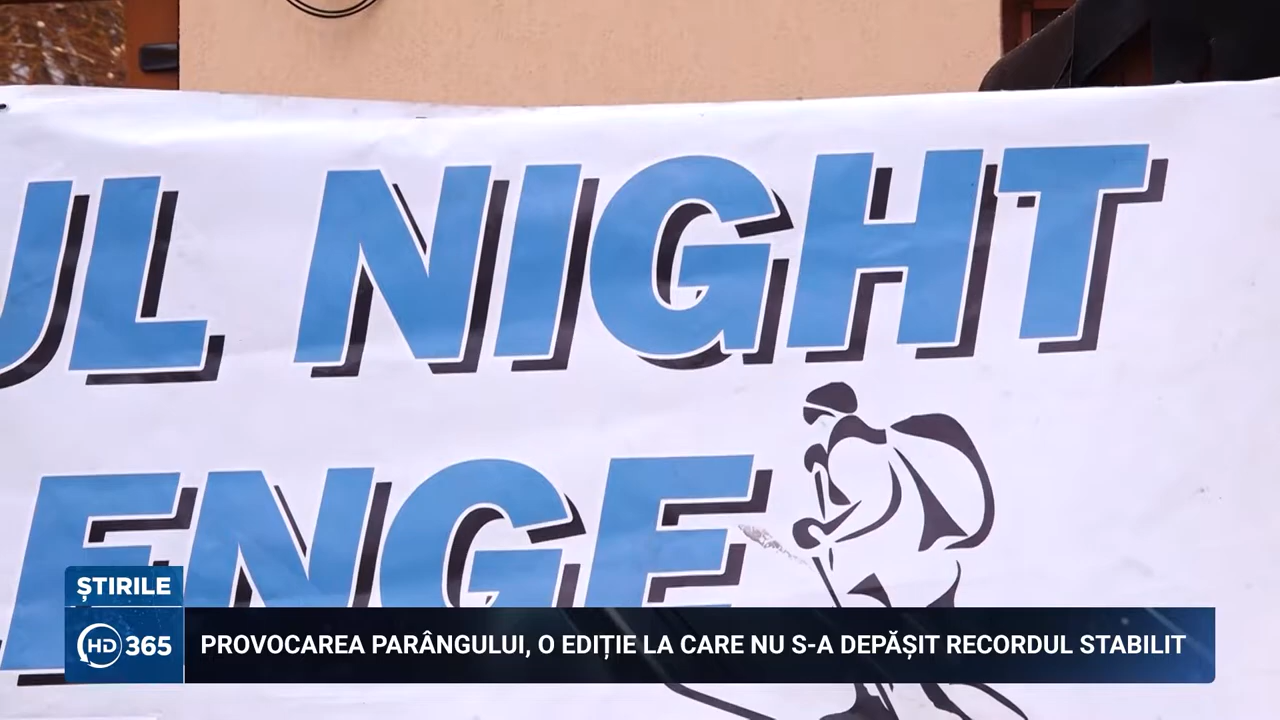 UL NIGHT
ENGE
ȘTIRILE
HD 365
PROVOCAREA PARÂNGULUI, O EDIȚIE LA CARE NU S-A DEPĂȘIT RECORDUL STABILIT